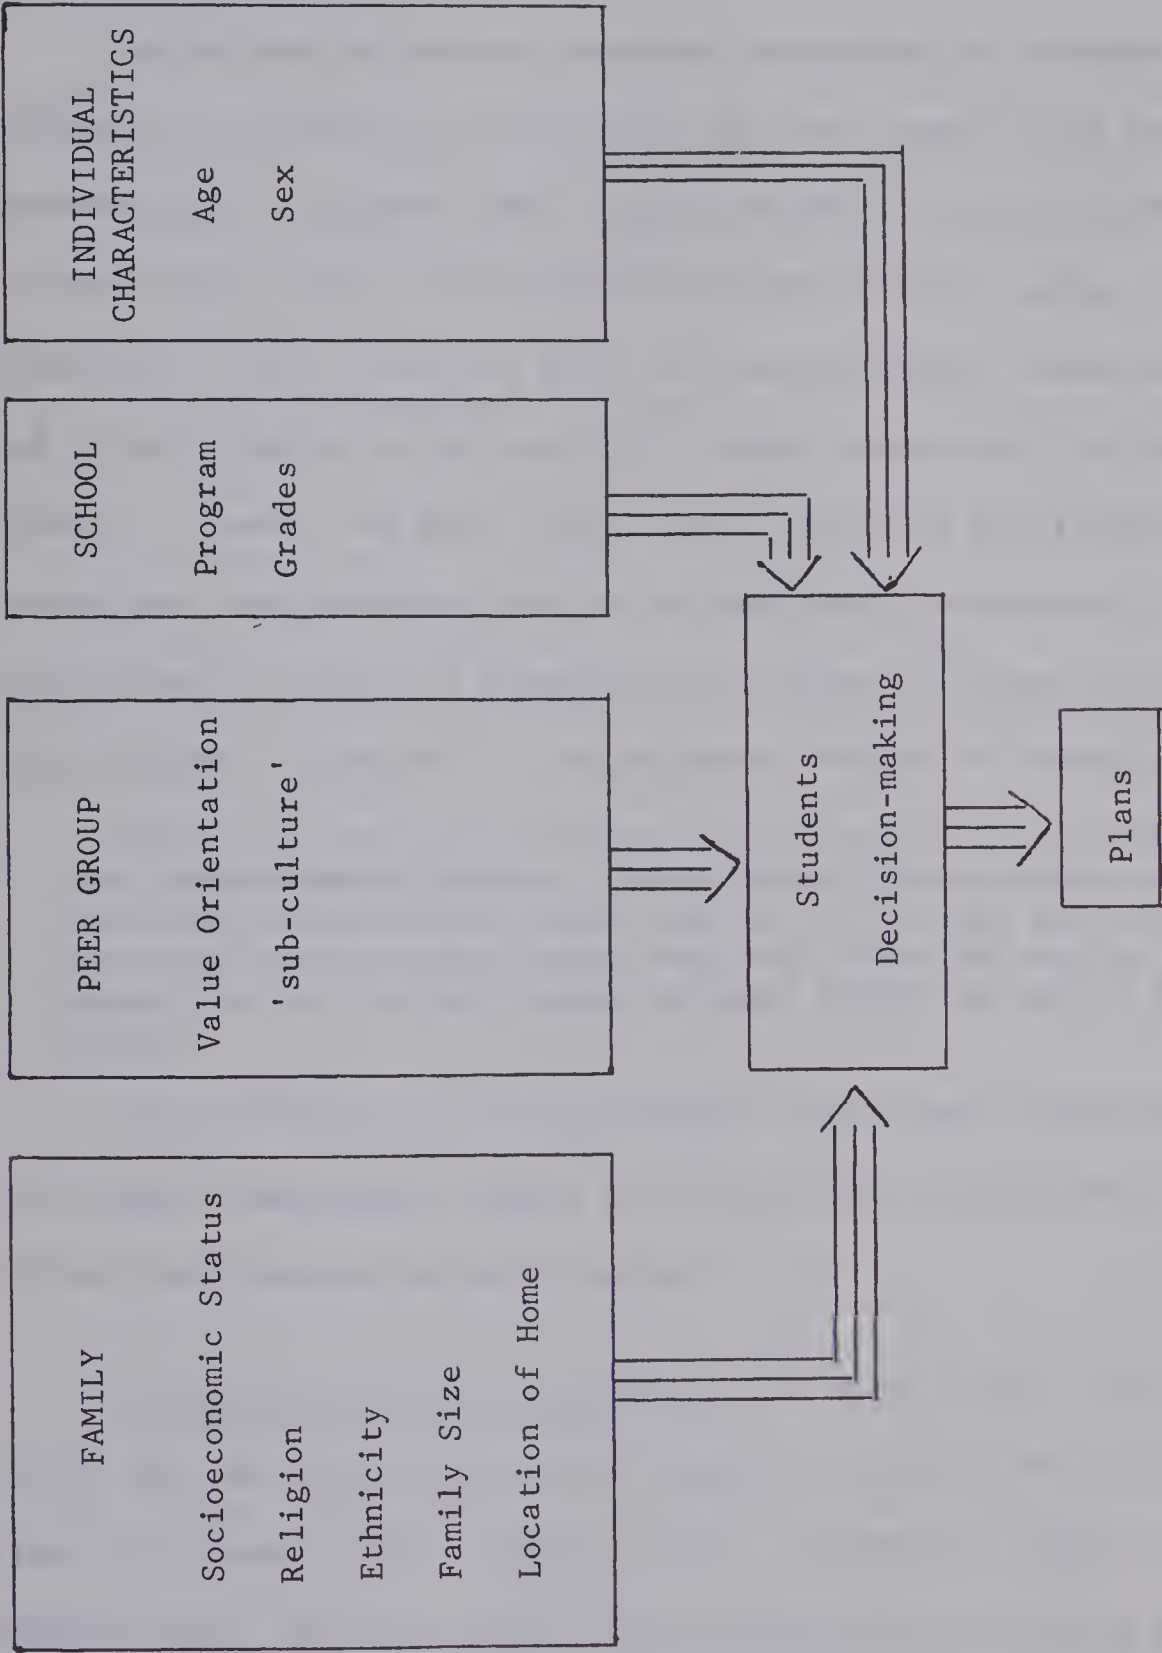 FAMILY
Socioeconomic Status
Religion
Ethnicity
Family Size
Location of Home
PEER GROUP
Value Orientation
'sub-culture'
SCHOOL
Program
Grades
INDIVIDUAL
CHARACTERISTICS
Age
Sex
Students
Decision-making
Plans